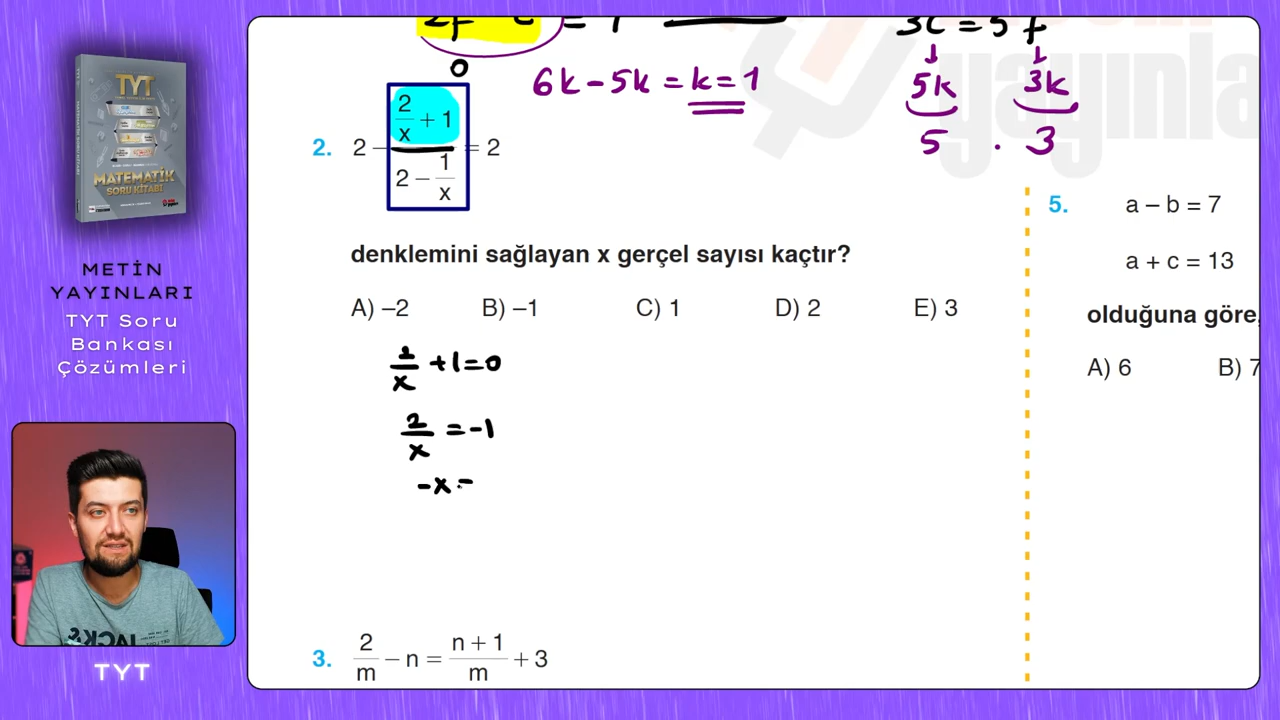 = 1
3c = 5f
0
6k - 5k = k = 1
5k 3k
5 . 3
2. 2 - (2/x + 1)/(2 - 1/x) = 2
denklemini sağlayan x gerçel sayısı kaçtır?
A) –2 B) –1 C) 1 D) 2 E) 3
2/x + 1 = 0
2/x = -1
-x =
3. 2/m – n = (n + 1)/m + 3
5. a – b = 7
a + c = 13
olduğuna göre,
A) 6 B) 7
TYT
MATEMATİK
SORU KİTABI
METİN
YAYINLARI
TYT Soru
Bankası
Çözümleri
TYT
yayınla